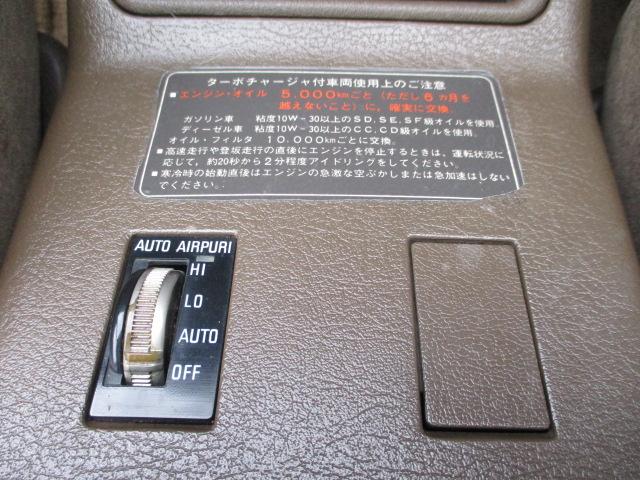 ターボチャージャ付車両使用上のご注意
■エンジン・オイル 5,000kmごと(ただし6カ月を
越えないこと)に、確実に交換。
ガソリン車 粘度10W-30以上のSD,SE,SF級オイルを使用。
ディーゼル車 粘度10W-30以上のCC,CD級オイルを使用。
オイル・フィルタ 10,000kmごとに交換。
■高速走行や登坂走行の直後にエンジンを停止するときは、運転状況に
応じて、約20秒から2分程度アイドリングをしてください。
■寒冷時の始動直後はエンジンの急激な空ぶかしまたは急加速はしない
でください。
AUTO AIRPURI
HI
LO
AUTO
OFF